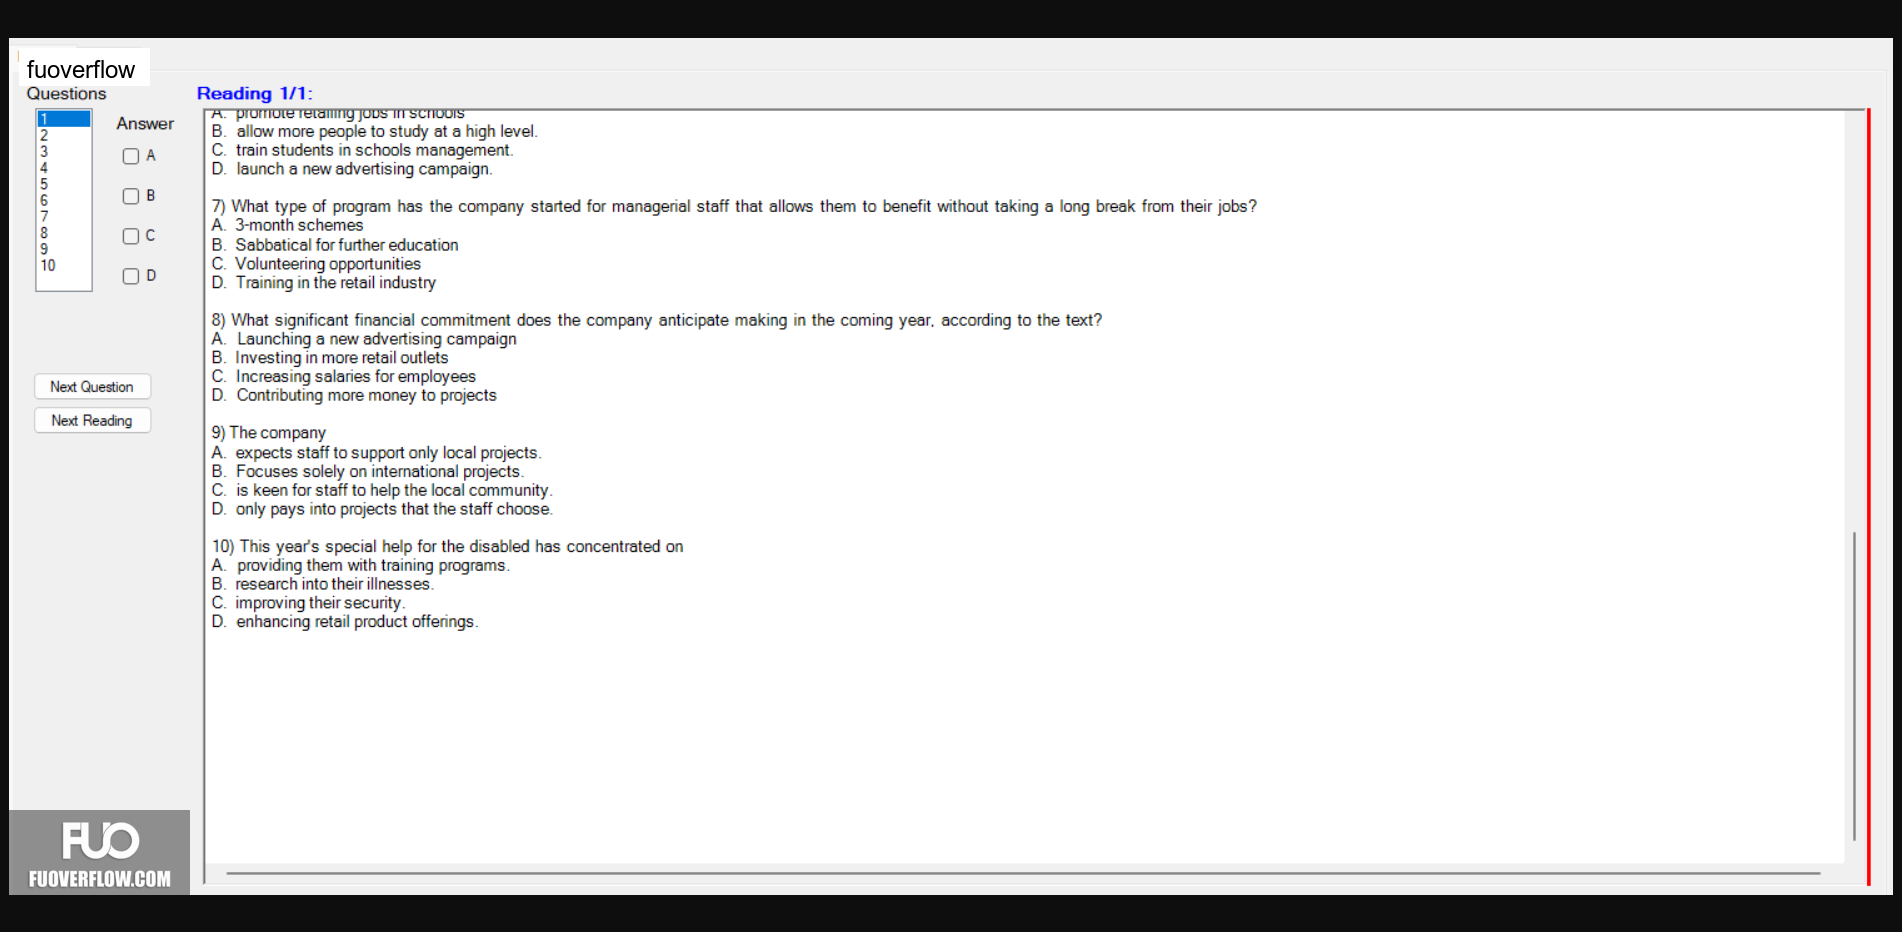 fuoverflow
Questions
Reading 1/1:
1
2
3
4
5
6
7
8
9
10
Answer
A
B
C
D
Next Question
Next Reading
A. promote retailing jobs in schools
B. allow more people to study at a high level.
C. train students in schools management.
D. launch a new advertising campaign.
7) What type of program has the company started for managerial staff that allows them to benefit without taking a long break from their jobs?
A. 3-month schemes
B. Sabbatical for further education
C. Volunteering opportunities
D. Training in the retail industry
8) What significant financial commitment does the company anticipate making in the coming year, according to the text?
A. Launching a new advertising campaign
B. Investing in more retail outlets
C. Increasing salaries for employees
D. Contributing more money to projects
9) The company
A. expects staff to support only local projects.
B. Focuses solely on international projects.
C. is keen for staff to help the local community.
D. only pays into projects that the staff choose.
10) This year's special help for the disabled has concentrated on
A. providing them with training programs.
B. research into their illnesses.
C. improving their security.
D. enhancing retail product offerings.
FUO
FUOVERFLOW.COM